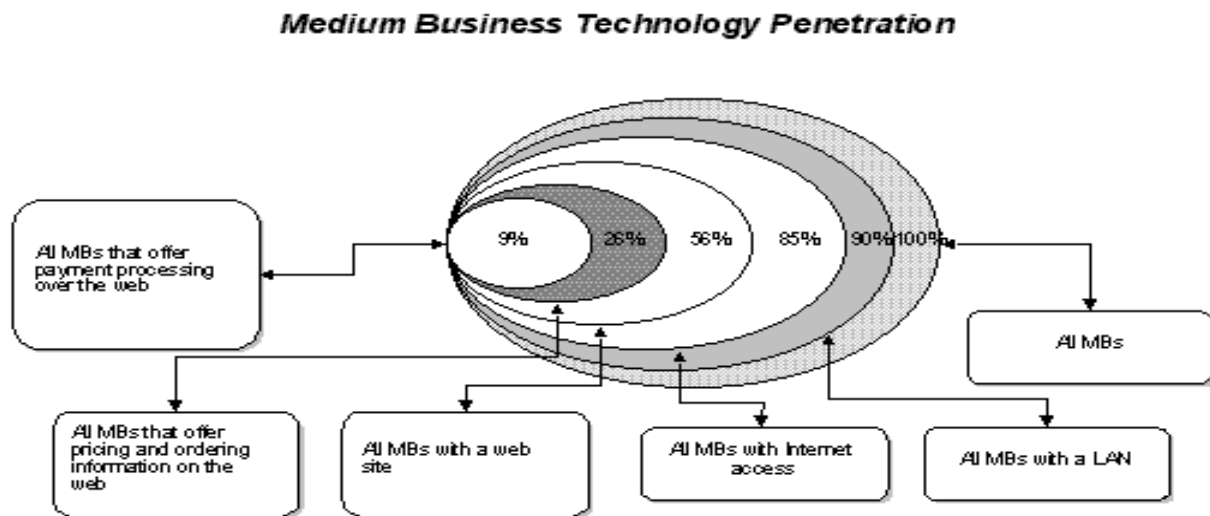 Medium Business Technology Penetration
9% 26% 56% 85% 90% 100%
All MBs that offer
payment processing
over the web
All MBs
All MBs that offer
pricing and ordering
information on the
web
All MBs with a web
site
All MBs with Internet
access
All MBs with a LAN